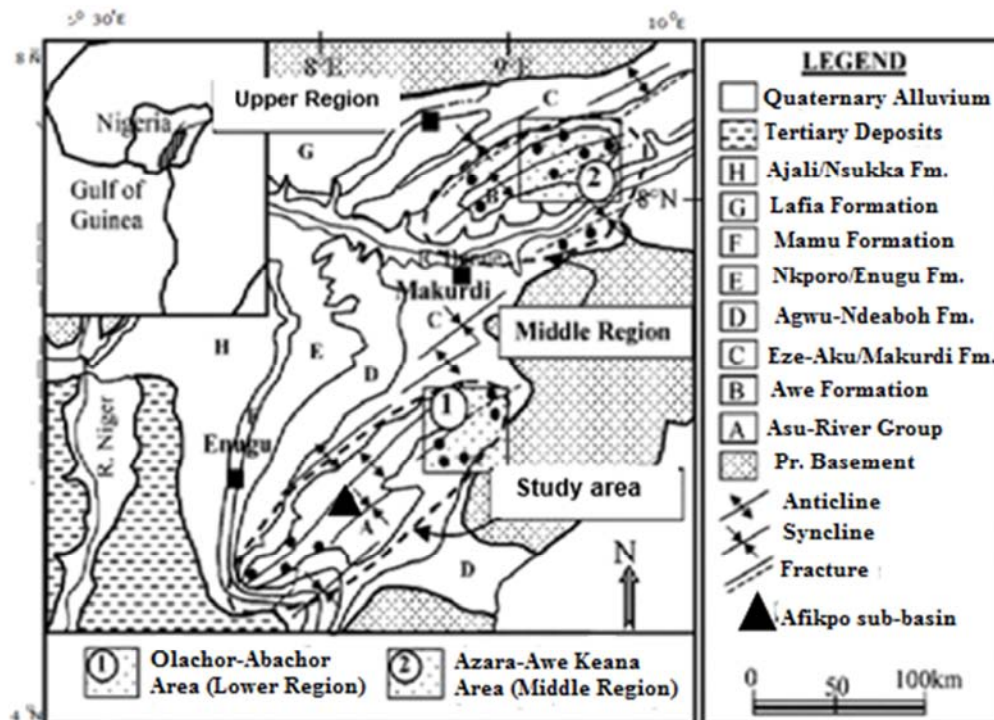 30'E
10°E
8 N
8°E
9°E
Upper Region
C
Nigeria
G
Gulf of
Guinea
B
2
8°N
Makurdi
C
Middle Region
H
E
D
1
R. Niger
Enugu
Study area
A
D
N
4
1
Olachor-Abachor
Area (Lower Region)
2
Azara-Awe Keana
Area (Middle Region)
LEGEND
Quaternary Alluvium
Tertiary Deposits
H Ajali/Nsukka Fm.
G Lafia Formation
F Mamu Formation
E Nkporo/Enugu Fm.
D Agwu-Ndeaboh Fm.
C Eze-Aku/Makurdi Fm.
B Awe Formation
A Asu-River Group
Pr. Basement
Anticline
Syncline
Fracture
Afikpo sub-basin
0 50 100km